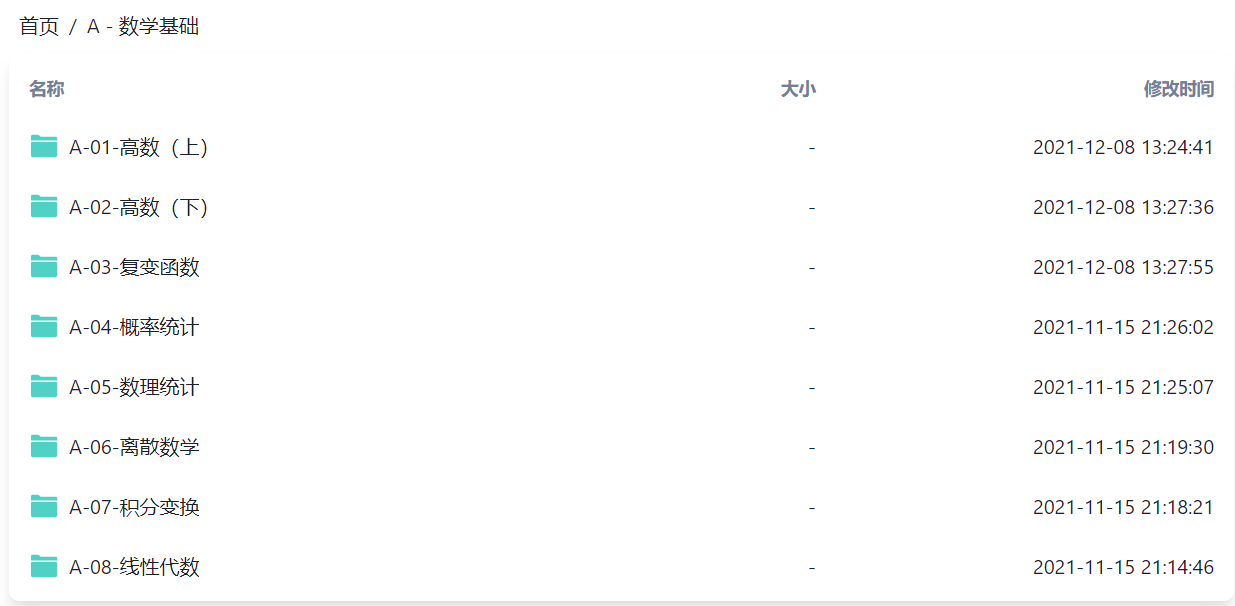 首页 / A - 数学基础
名称 大小 修改时间
A-01-高数（上） - 2021-12-08 13:24:41
A-02-高数（下） - 2021-12-08 13:27:36
A-03-复变函数 - 2021-12-08 13:27:55
A-04-概率统计 - 2021-11-15 21:26:02
A-05-数理统计 - 2021-11-15 21:25:07
A-06-离散数学 - 2021-11-15 21:19:30
A-07-积分变换 - 2021-11-15 21:18:21
A-08-线性代数 - 2021-11-15 21:14:46